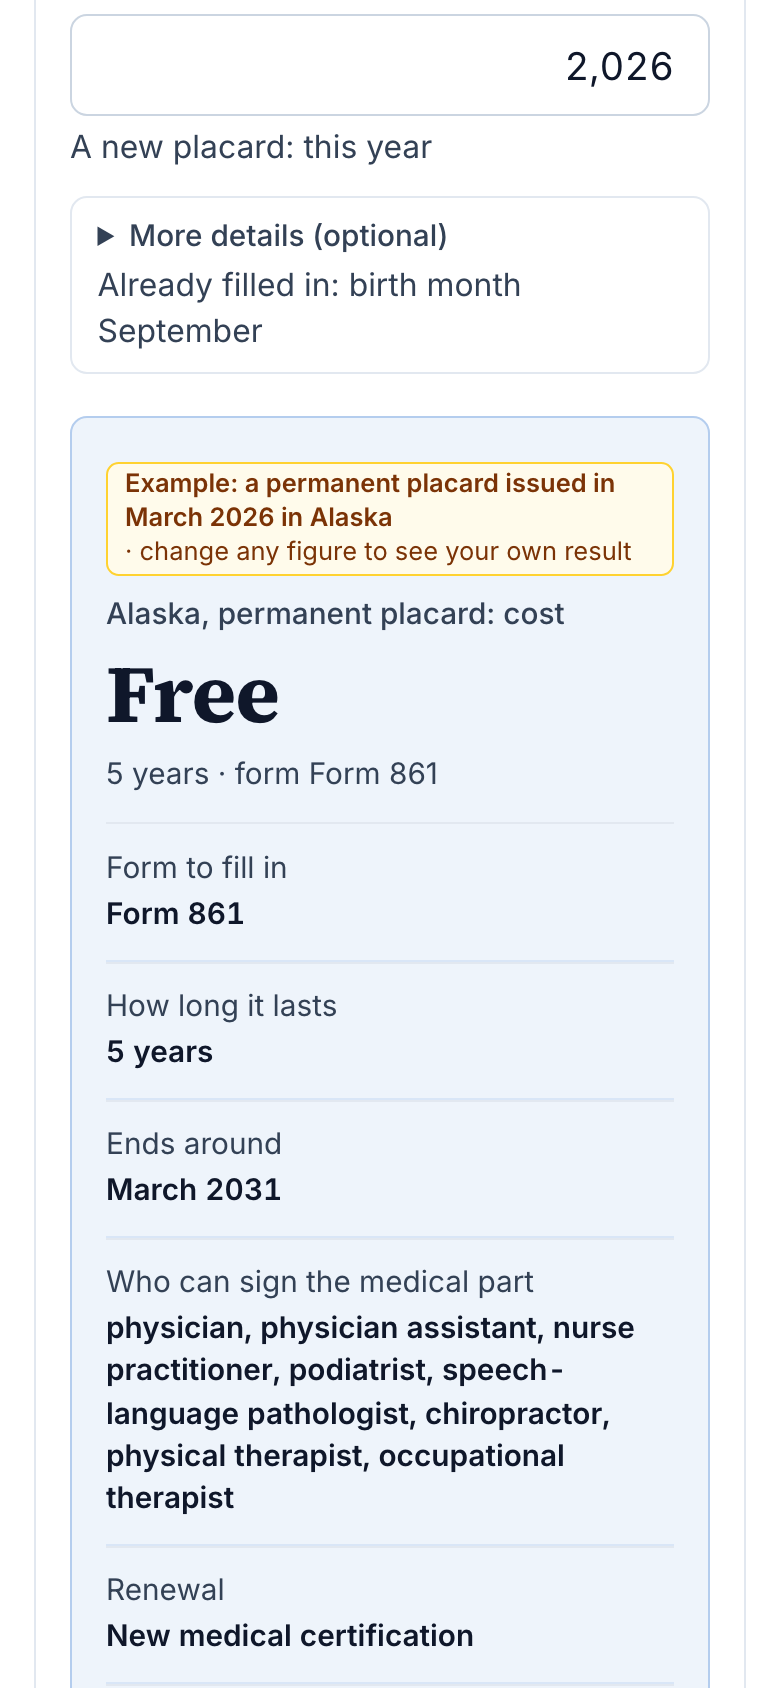 2,026
A new placard: this year
▶ More details (optional)
Already filled in: birth month
September
Example: a permanent placard issued in
March 2026 in Alaska
· change any figure to see your own result
Alaska, permanent placard: cost
Free
5 years · form Form 861
Form to fill in
Form 861
How long it lasts
5 years
Ends around
March 2031
Who can sign the medical part
physician, physician assistant, nurse
practitioner, podiatrist, speech-
language pathologist, chiropractor,
physical therapist, occupational
therapist
Renewal
New medical certification